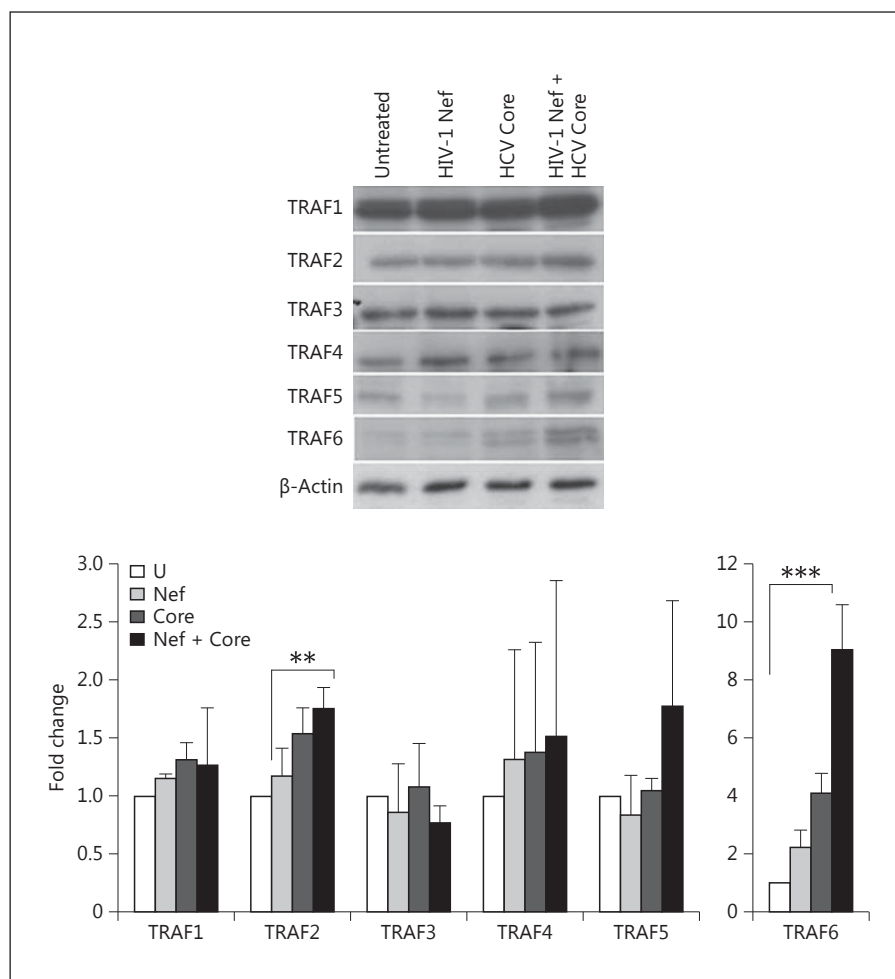 Untreated
HIV-1 Nef
HCV Core
HIV-1 Nef +
HCV Core
TRAF1
TRAF2
TRAF3
TRAF4
TRAF5
TRAF6
β-Actin
3.0
2.5
2.0
1.5
1.0
0.5
0
Fold change
U
Nef
Core
Nef + Core
**
TRAF1
TRAF2
TRAF3
TRAF4
TRAF5
12
10
8
6
4
2
0
***
TRAF6